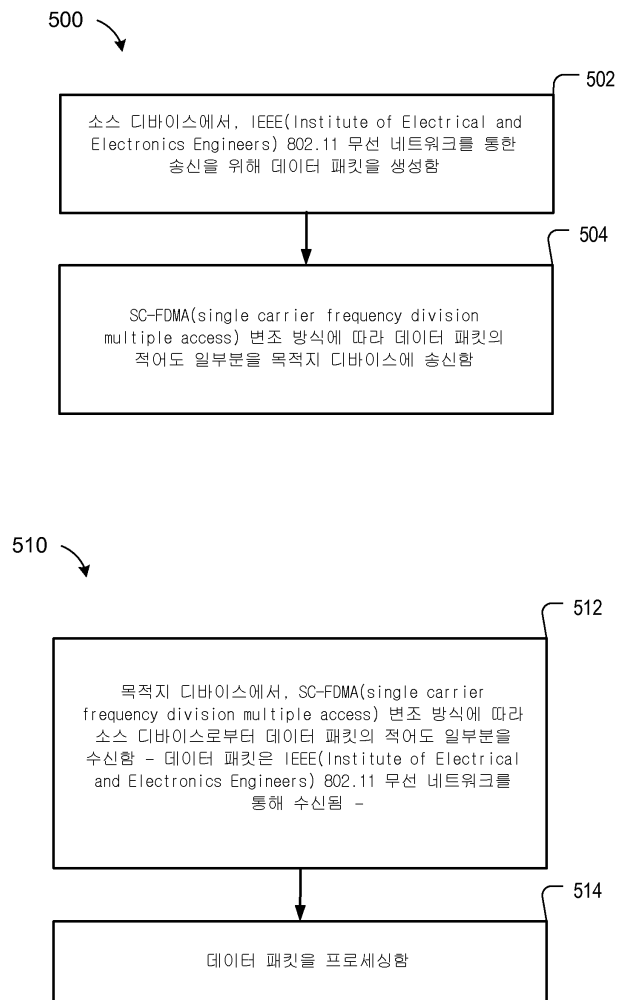 500
502
소스 디바이스에서, IEEE(Institute of Electrical and
Electronics Engineers) 802.11 무선 네트워크를 통한
송신을 위해 데이터 패킷을 생성함
504
SC-FDMA(single carrier frequency division
multiple access) 변조 방식에 따라 데이터 패킷의
적어도 일부분을 목적지 디바이스에 송신함
510
512
목적지 디바이스에서, SC-FDMA(single carrier
frequency division multiple access) 변조 방식에 따라
소스 디바이스로부터 데이터 패킷의 적어도 일부분을
수신함 – 데이터 패킷은 IEEE(Institute of Electrical
and Electronics Engineers) 802.11 무선 네트워크를
통해 수신됨 –
514
데이터 패킷을 프로세싱함